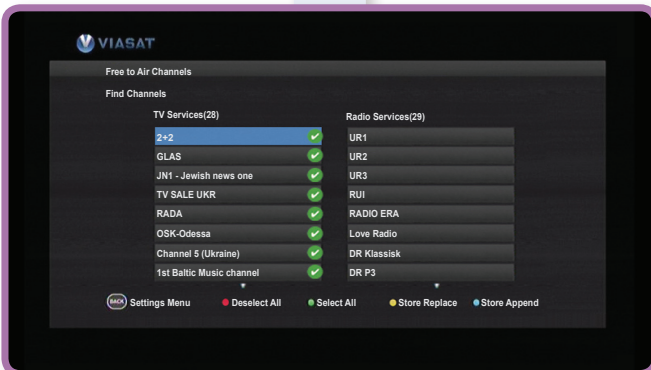 VIASAT
Free to Air Channels
Find Channels
TV Services(28) Radio Services(29)
2+2 UR1
GLAS UR2
JN1 - Jewish news one UR3
TV SALE UKR RUI
RADA RADIO ERA
OSK-Odessa Love Radio
Channel 5 (Ukraine) DR Klassisk
1st Baltic Music channel DR P3
BACK Settings Menu Deselect All Select All Store Replace Store Append